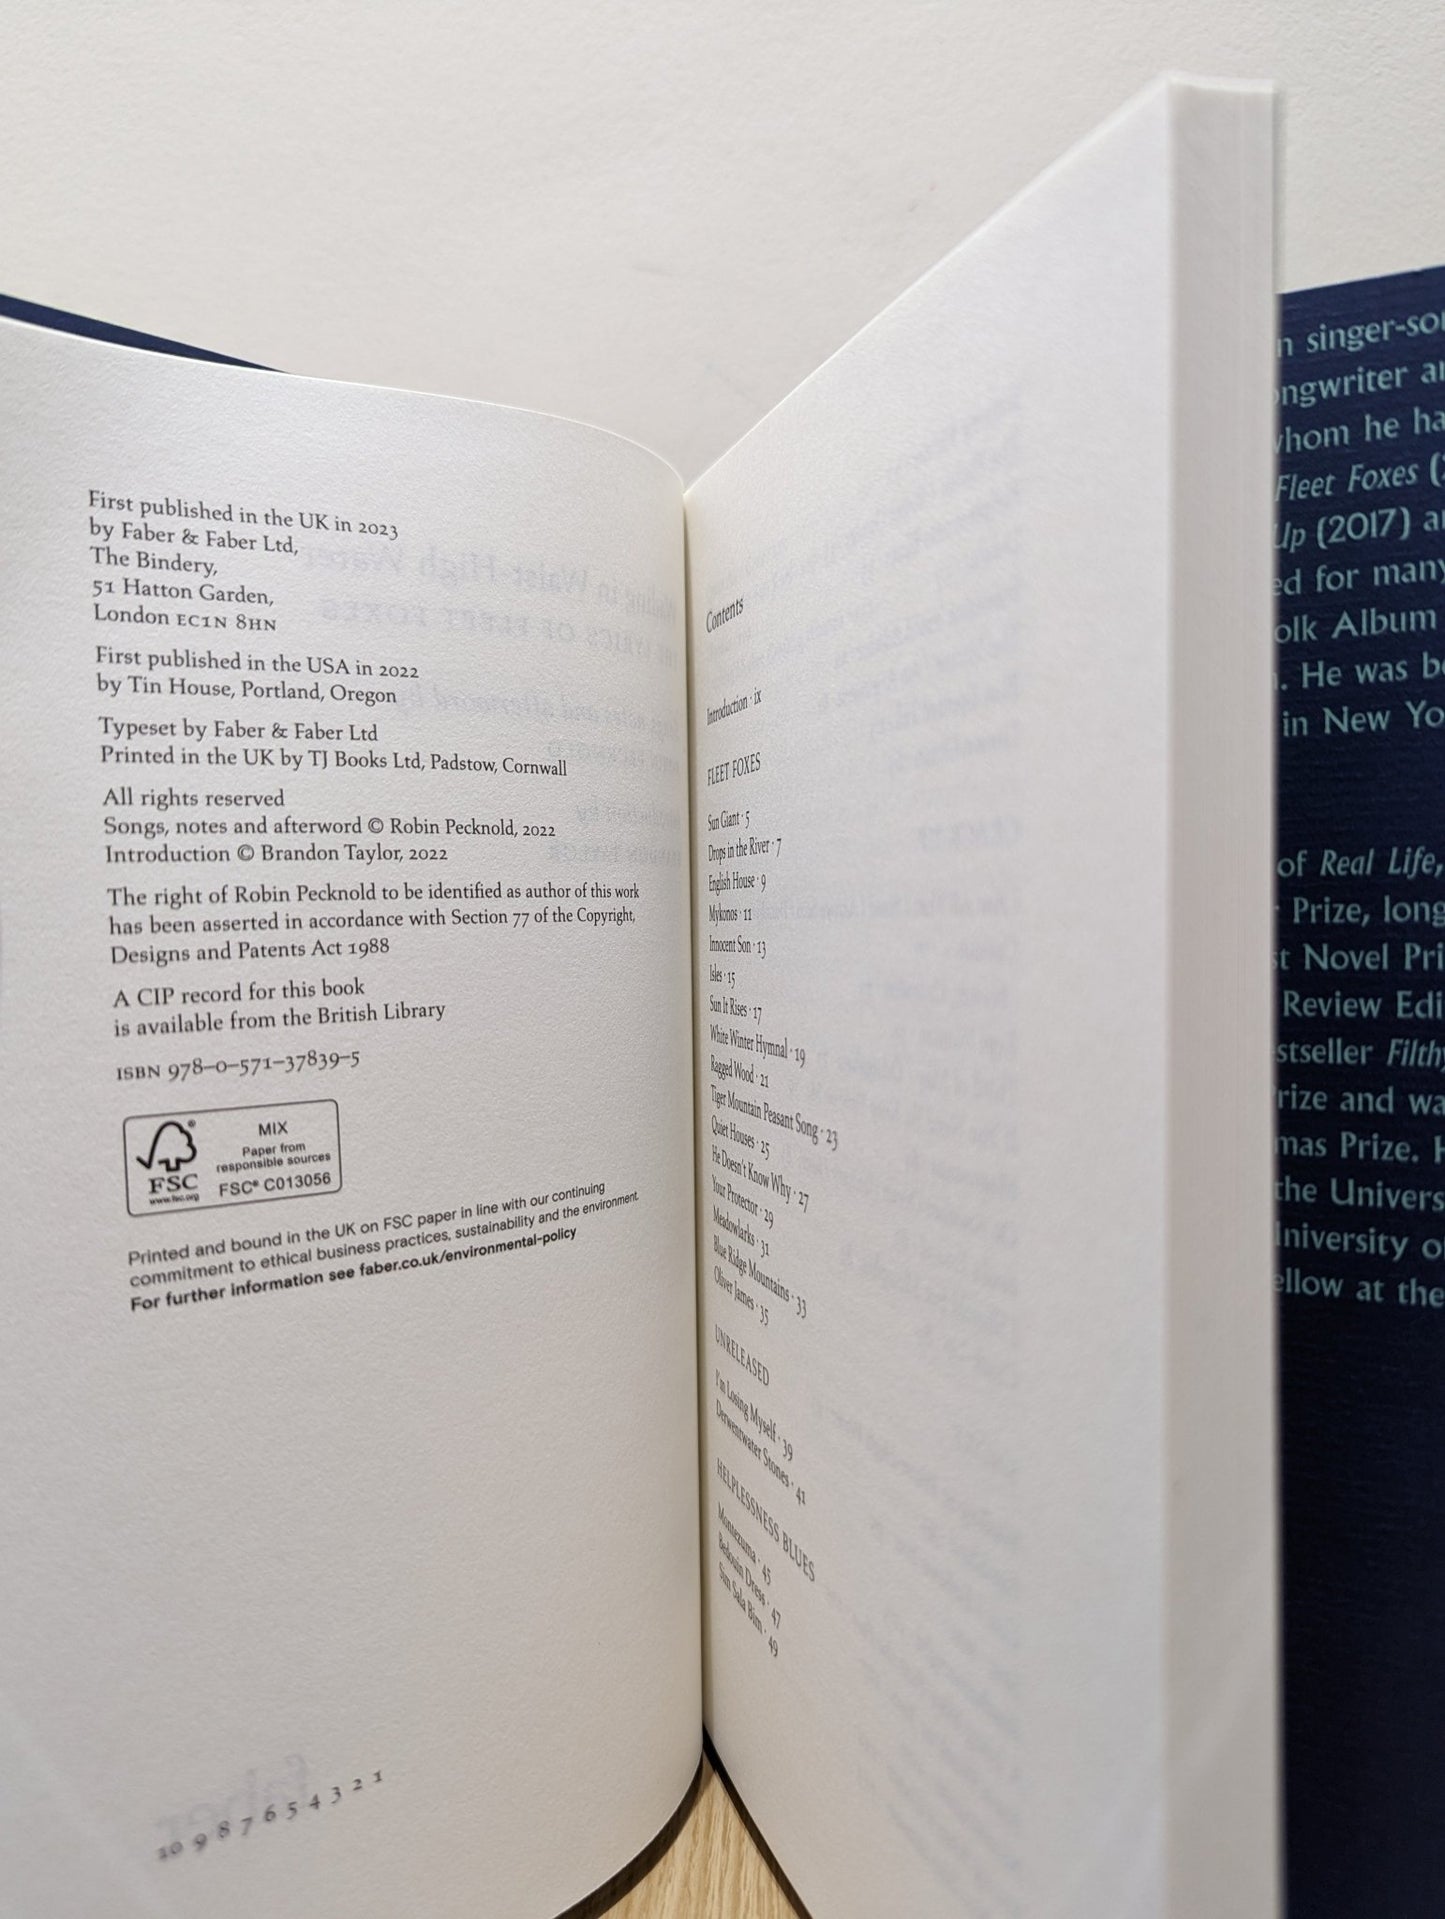 First published in the UK in 2023
by Faber & Faber Ltd,
The Bindery,
51 Hatton Garden,
London EC1N 8HN
First published in the USA in 2022
by Tin House, Portland, Oregon
Typeset by Faber & Faber Ltd
Printed in the UK by TJ Books Ltd, Padstow, Cornwall
All rights reserved
Songs, notes and afterword © Robin Pecknold, 2022
Introduction © Brandon Taylor, 2022
The right of Robin Pecknold to be identified as author of this work
has been asserted in accordance with Section 77 of the Copyright,
Designs and Patents Act 1988
A CIP record for this book
is available from the British Library
ISBN 978–0–571–37839–5
MIX
Paper from
responsible sources
FSC® C013056
FSC
www.fsc.org
Printed and bound in the UK on FSC paper in line with our continuing
commitment to ethical business practices, sustainability and the environment.
For further information see faber.co.uk/environmental-policy
10 9 8 7 6 5 4 3 2 1
Contents
Introduction · ix
FLEET FOXES
Sun Giant · 5
Drops in the River · 7
English House · 9
Mykonos · 11
Innocent Son · 13
Isles · 15
Sun It Rises · 17
White Winter Hymnal · 19
Ragged Wood · 21
Tiger Mountain Peasant Song · 23
Quiet Houses · 25
He Doesn't Know Why · 27
Your Protector · 29
Meadowlarks · 31
Blue Ridge Mountains · 33
Oliver James · 35
UNRELEASED
I'm Losing Myself · 39
Derwentwater Stones · 41
HELPLESSNESS BLUES
Montezuma · 45
Bedouin Dress · 47
Sim Sala Bim · 49
n singer-so
ongwriter a
whom he ha
Fleet Foxes (
Up (2017) a
ed for many
olk Album
. He was b
in New Yo
of Real Life,
Prize, long
t Novel Pri
Review Edi
stseller Filthy
rize and wa
mas Prize. H
the Univers
niversity o
ellow at the